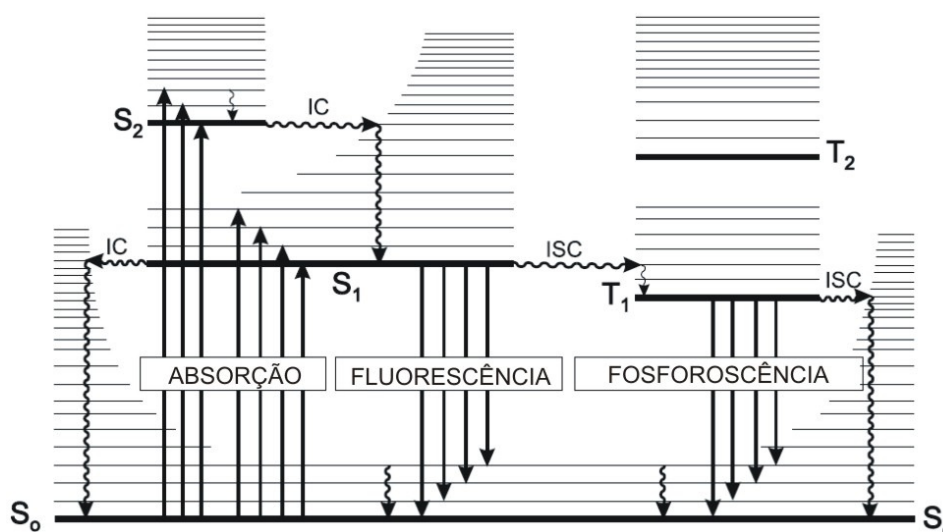 IC
S₂
T₂
IC
ISC
ISC
S₁
T₁
ABSORÇÃO
FLUORESCÊNCIA
FOSFOROSCÊNCIA
Sₒ
S